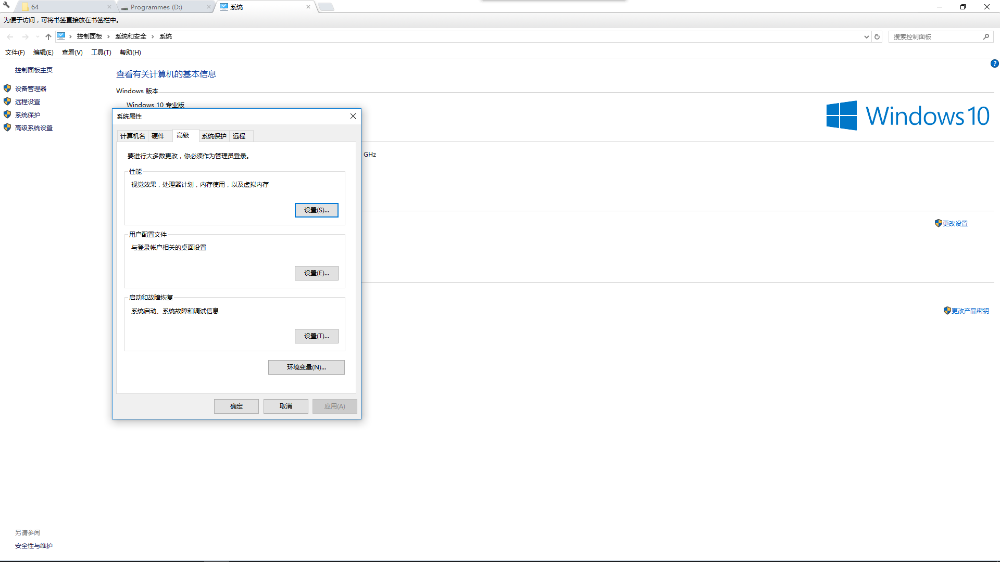 64
Programmes (D:)
系统
为便于访问，可将书签直接放在书签栏中。
控制面板 › 系统和安全 › 系统
搜索控制面板
文件(F) 编辑(E) 查看(V) 工具(T) 帮助(H)
控制面板主页
设备管理器
远程设置
系统保护
高级系统设置
查看有关计算机的基本信息
Windows 版本
Windows 10 专业版
Windows 10
GHz
更改设置
更改产品密钥
系统属性
计算机名 硬件 高级 系统保护 远程
要进行大多数更改，你必须作为管理员登录。
性能
视觉效果，处理器计划，内存使用，以及虚拟内存
设置(S)...
用户配置文件
与登录帐户相关的桌面设置
设置(E)...
启动和故障恢复
系统启动、系统故障和调试信息
设置(T)...
环境变量(N)...
确定 取消 应用(A)
另请参阅
安全性与维护